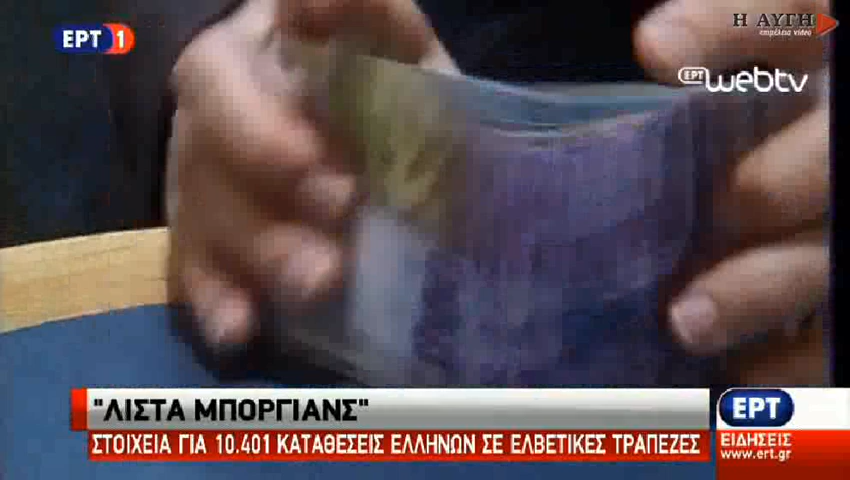 ΕΡΤ 1
Η ΑΥΓΗ
επιμέλεια video
ΕΡΤ webtv
"ΛΙΣΤΑ ΜΠΟΡΓΙΑΝΣ"
ΣΤΟΙΧΕΙΑ ΓΙΑ 10.401 ΚΑΤΑΘΕΣΕΙΣ ΕΛΛΗΝΩΝ ΣΕ ΕΛΒΕΤΙΚΕΣ ΤΡΑΠΕΖΕΣ
ΕΡΤ
ΕΙΔΗΣΕΙΣ
www.ert.gr